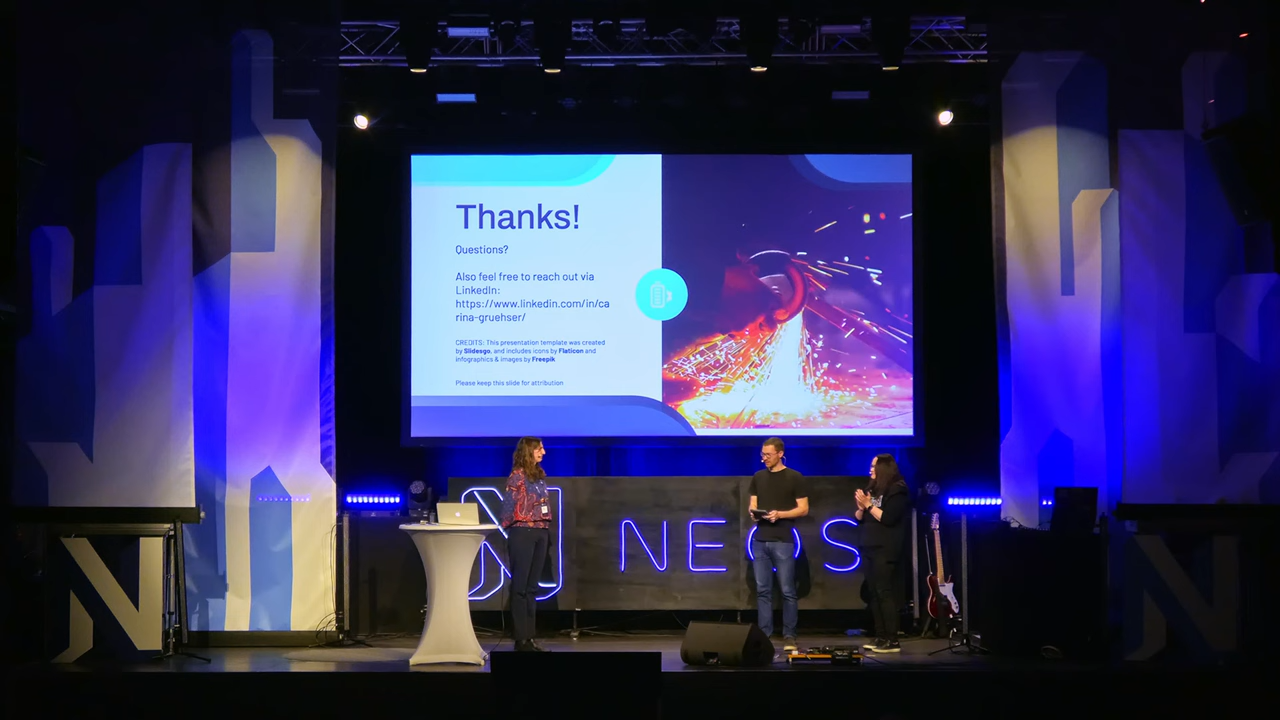 Thanks!
Questions?
Also feel free to reach out via
LinkedIn:
https://www.linkedin.com/in/ca
rina-gruehser/
CREDITS: This presentation template was created
by Slidesgo, and includes icons by Flaticon and
infographics & images by Freepik
Please keep this slide for attribution
N NEOS
N
N